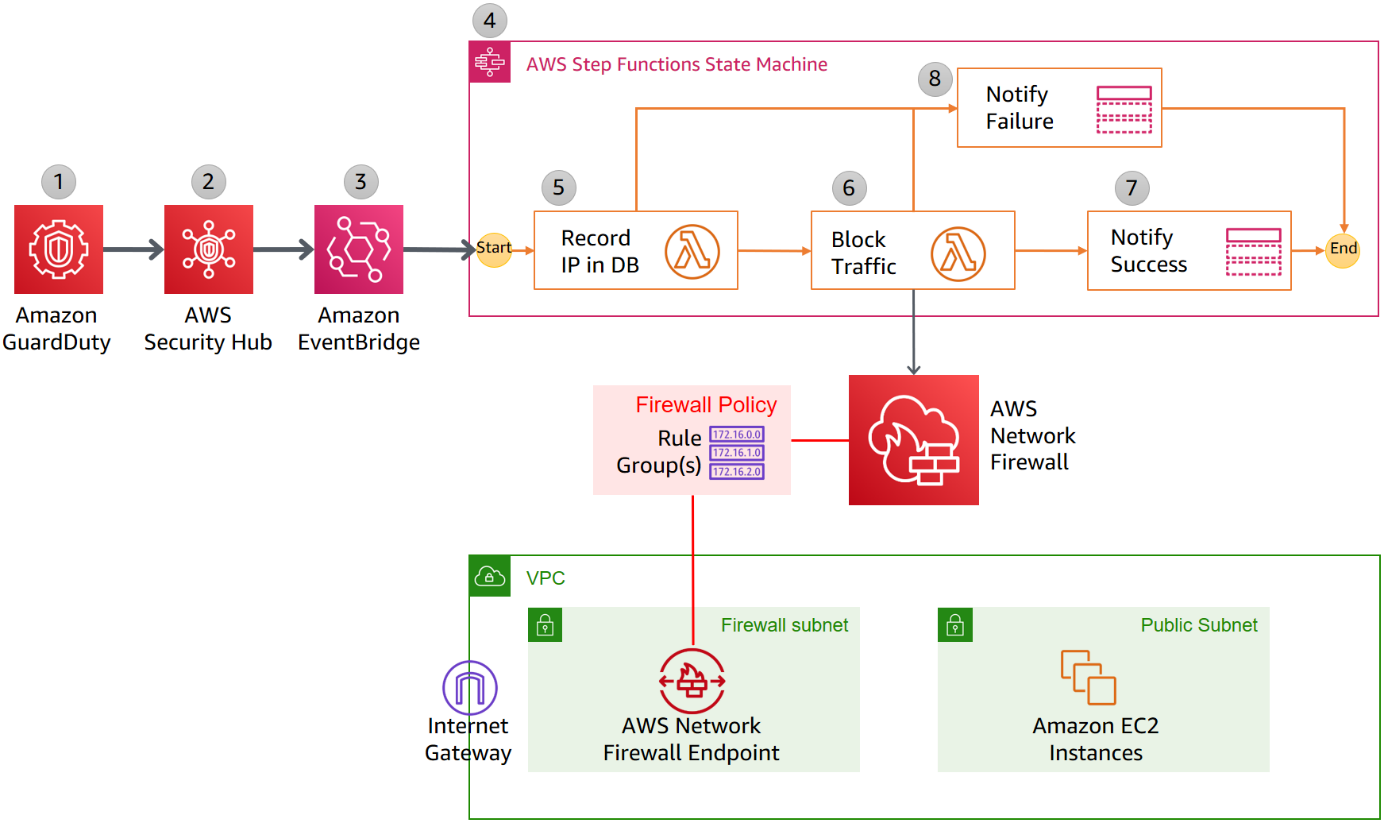 4
AWS Step Functions State Machine
8
Notify
Failure
1
2
3
5
6
7
Start
Record
IP in DB
Block
Traffic
Notify
Success
End
Amazon
GuardDuty
AWS
Security Hub
Amazon
EventBridge
Firewall Policy
Rule
Group(s)
172.16.0.0
172.16.1.0
172.16.2.0
AWS
Network
Firewall
VPC
Firewall subnet
Public Subnet
Internet
Gateway
AWS Network
Firewall Endpoint
Amazon EC2
Instances